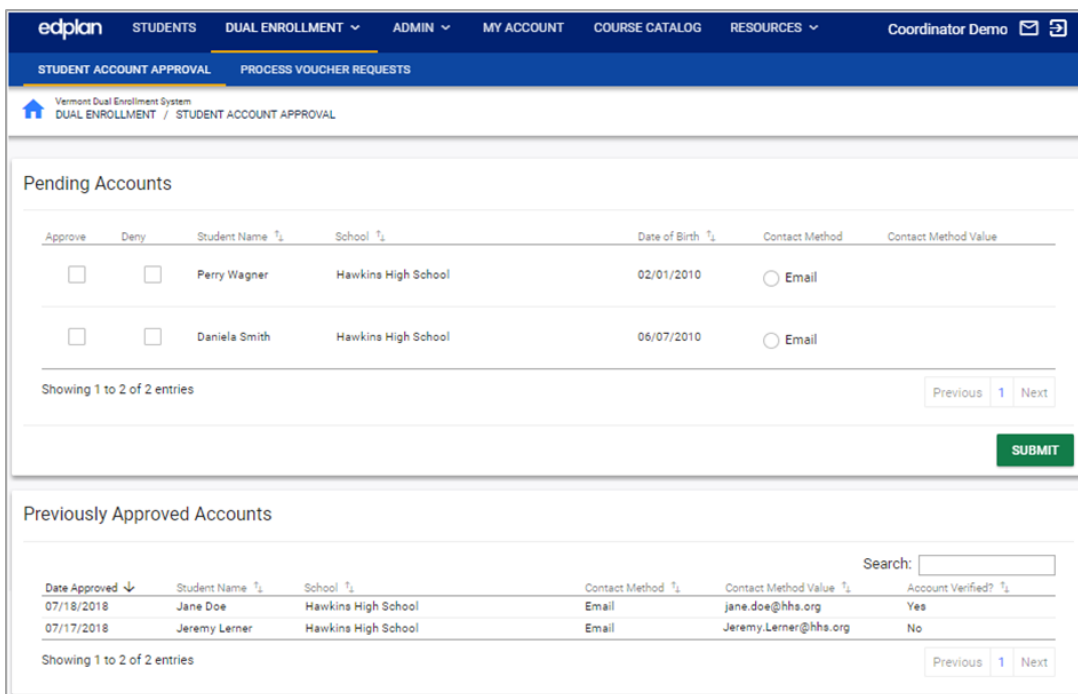 edplan STUDENTS DUAL ENROLLMENT ADMIN MY ACCOUNT COURSE CATALOG RESOURCES Coordinator Demo
STUDENT ACCOUNT APPROVAL PROCESS VOUCHER REQUESTS
Vermont Dual Enrollment System
DUAL ENROLLMENT / STUDENT ACCOUNT APPROVAL
Pending Accounts
Approve Deny Student Name School Date of Birth Contact Method Contact Method Value
Perry Wagner Hawkins High School 02/01/2010 Email
Daniela Smith Hawkins High School 06/07/2010 Email
Showing 1 to 2 of 2 entries Previous 1 Next
SUBMIT
Previously Approved Accounts
Search:
Date Approved Student Name School Contact Method Contact Method Value Account Verified?
07/18/2018 Jane Doe Hawkins High School Email jane.doe@hhs.org Yes
07/17/2018 Jeremy Lerner Hawkins High School Email Jeremy.Lerner@hhs.org No
Showing 1 to 2 of 2 entries Previous 1 Next